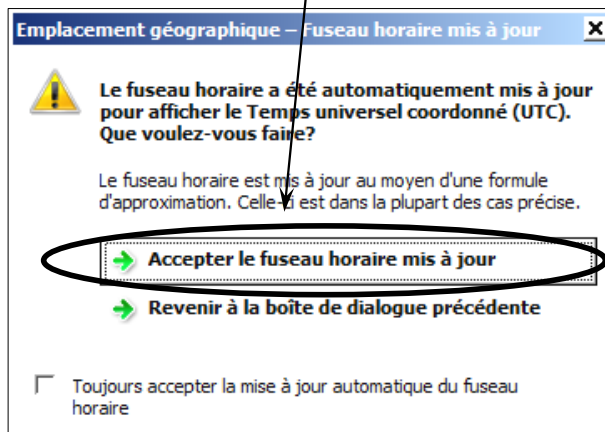 Emplacement géographique – Fuseau horaire mis à jour
Le fuseau horaire a été automatiquement mis à jour
pour afficher le Temps universel coordonné (UTC).
Que voulez-vous faire?
Le fuseau horaire est mis à jour au moyen d'une formule
d'approximation. Celle-ci est dans la plupart des cas précise.
Accepter le fuseau horaire mis à jour
Revenir à la boîte de dialogue précédente
Toujours accepter la mise à jour automatique du fuseau
horaire